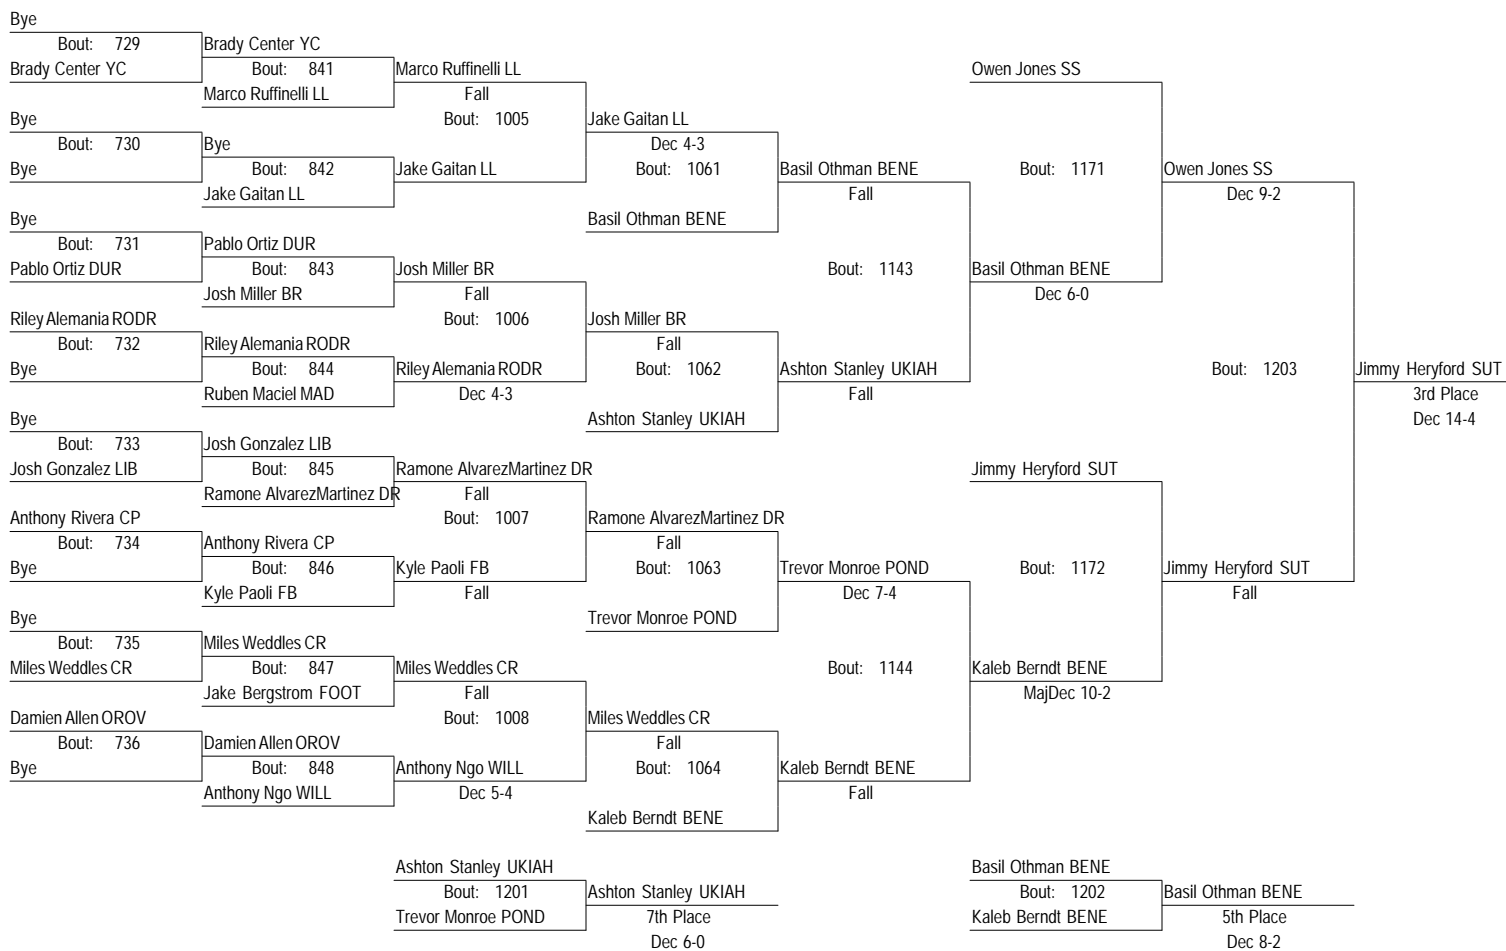 Bye
Bout: 729
Brady Center YC
Brady Center YC
Bout: 841
Marco Ruffinelli LL
Marco Ruffinelli LL
Fall
Bout: 1005
Bye
Bout: 730
Bye
Bye
Bout: 842
Jake Gaitan LL
Jake Gaitan LL
Jake Gaitan LL
Dec 4-3
Bout: 1061
Basil Othman BENE
Bye
Bout: 731
Pablo Ortiz DUR
Pablo Ortiz DUR
Bout: 843
Josh Miller BR
Josh Miller BR
Fall
Bout: 1006
Riley Alemania RODR
Bout: 732
Bye
Riley Alemania RODR
Bout: 844
Ruben Maciel MAD
Riley Alemania RODR
Dec 4-3
Josh Miller BR
Fall
Bout: 1062
Ashton Stanley UKIAH
Basil Othman BENE
Fall
Bout: 1143
Ashton Stanley UKIAH
Fall
Bye
Bout: 733
Josh Gonzalez LIB
Josh Gonzalez LIB
Bout: 845
Ramone AlvarezMartinez DR
Ramone AlvarezMartinez DR
Fall
Bout: 1007
Anthony Rivera CP
Bout: 734
Bye
Anthony Rivera CP
Bout: 846
Kyle Paoli FB
Kyle Paoli FB
Fall
Ramone AlvarezMartinez DR
Fall
Bout: 1063
Trevor Monroe POND
Bye
Bout: 735
Miles Weddles CR
Miles Weddles CR
Bout: 847
Jake Bergstrom FOOT
Miles Weddles CR
Fall
Bout: 1008
Damien Allen OROV
Bout: 736
Bye
Damien Allen OROV
Bout: 848
Anthony Ngo WILL
Anthony Ngo WILL
Dec 5-4
Miles Weddles CR
Fall
Bout: 1064
Kaleb Berndt BENE
Trevor Monroe POND
Dec 7-4
Bout: 1144
Kaleb Berndt BENE
Fall
Owen Jones SS
Bout: 1171
Basil Othman BENE
Dec 6-0
Owen Jones SS
Dec 9-2
Bout: 1203
Jimmy Heryford SUT
Bout: 1172
Kaleb Berndt BENE
MajDec 10-2
Jimmy Heryford SUT
Fall
Jimmy Heryford SUT
3rd Place
Dec 14-4
Ashton Stanley UKIAH
Bout: 1201
Trevor Monroe POND
Ashton Stanley UKIAH
7th Place
Dec 6-0
Basil Othman BENE
Bout: 1202
Kaleb Berndt BENE
Basil Othman BENE
5th Place
Dec 8-2